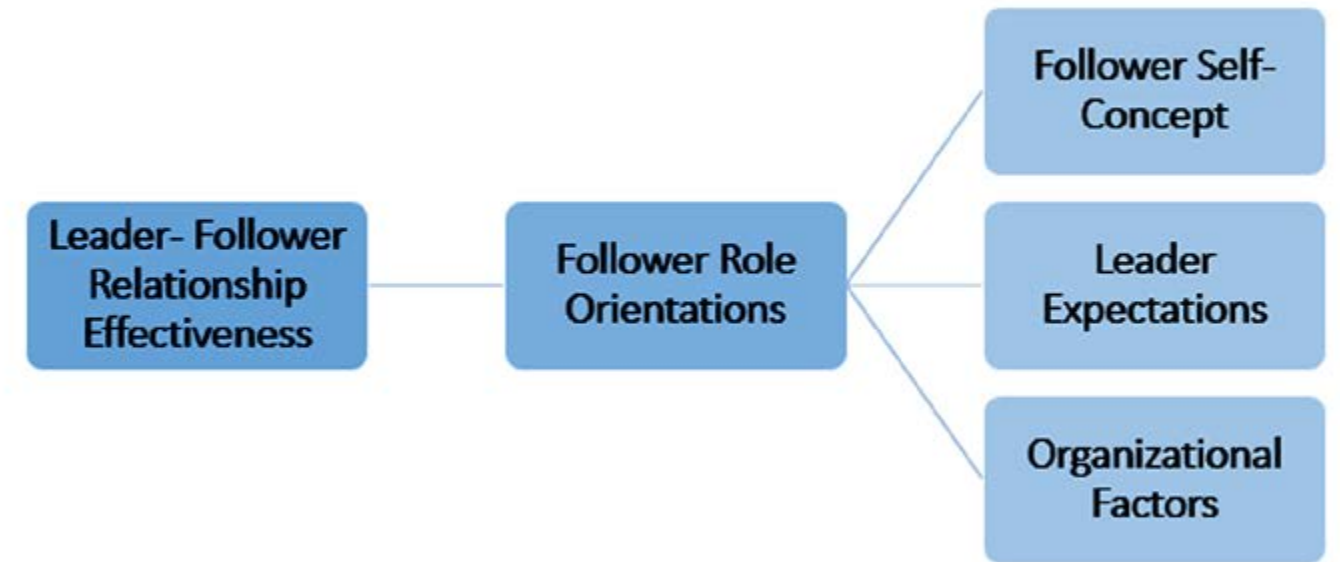 Leader- Follower
Relationship
Effectiveness
Follower Role
Orientations
Follower Self-
Concept
Leader
Expectations
Organizational
Factors